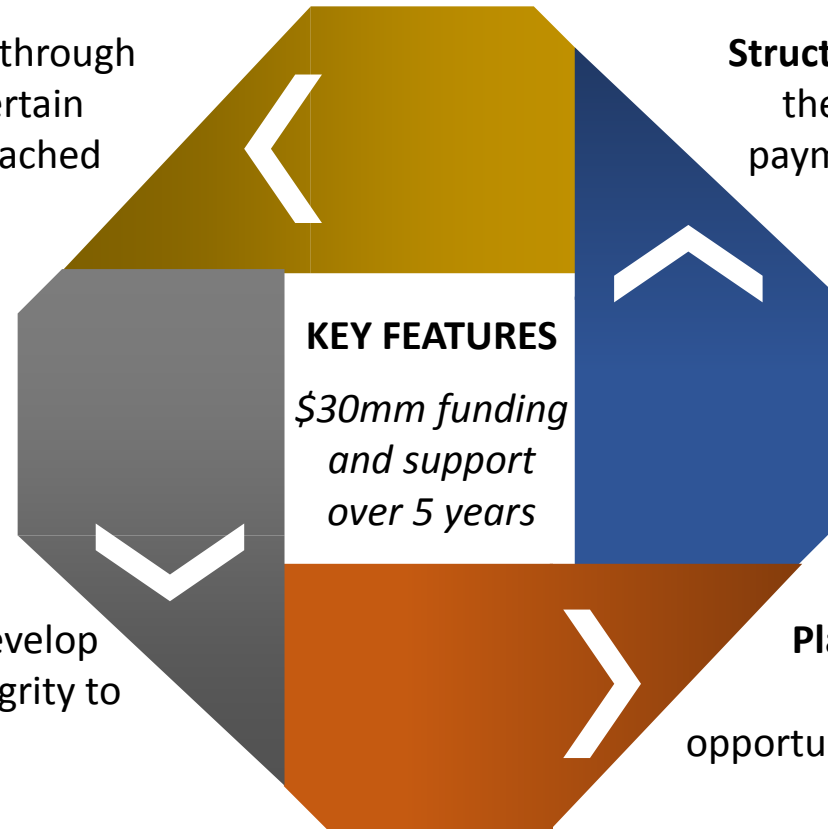 through
ertain
ached
Struct
the
paym
KEY FEATURES
$30mm funding
and support
over 5 years
evelop
grity to
Pla
opportu